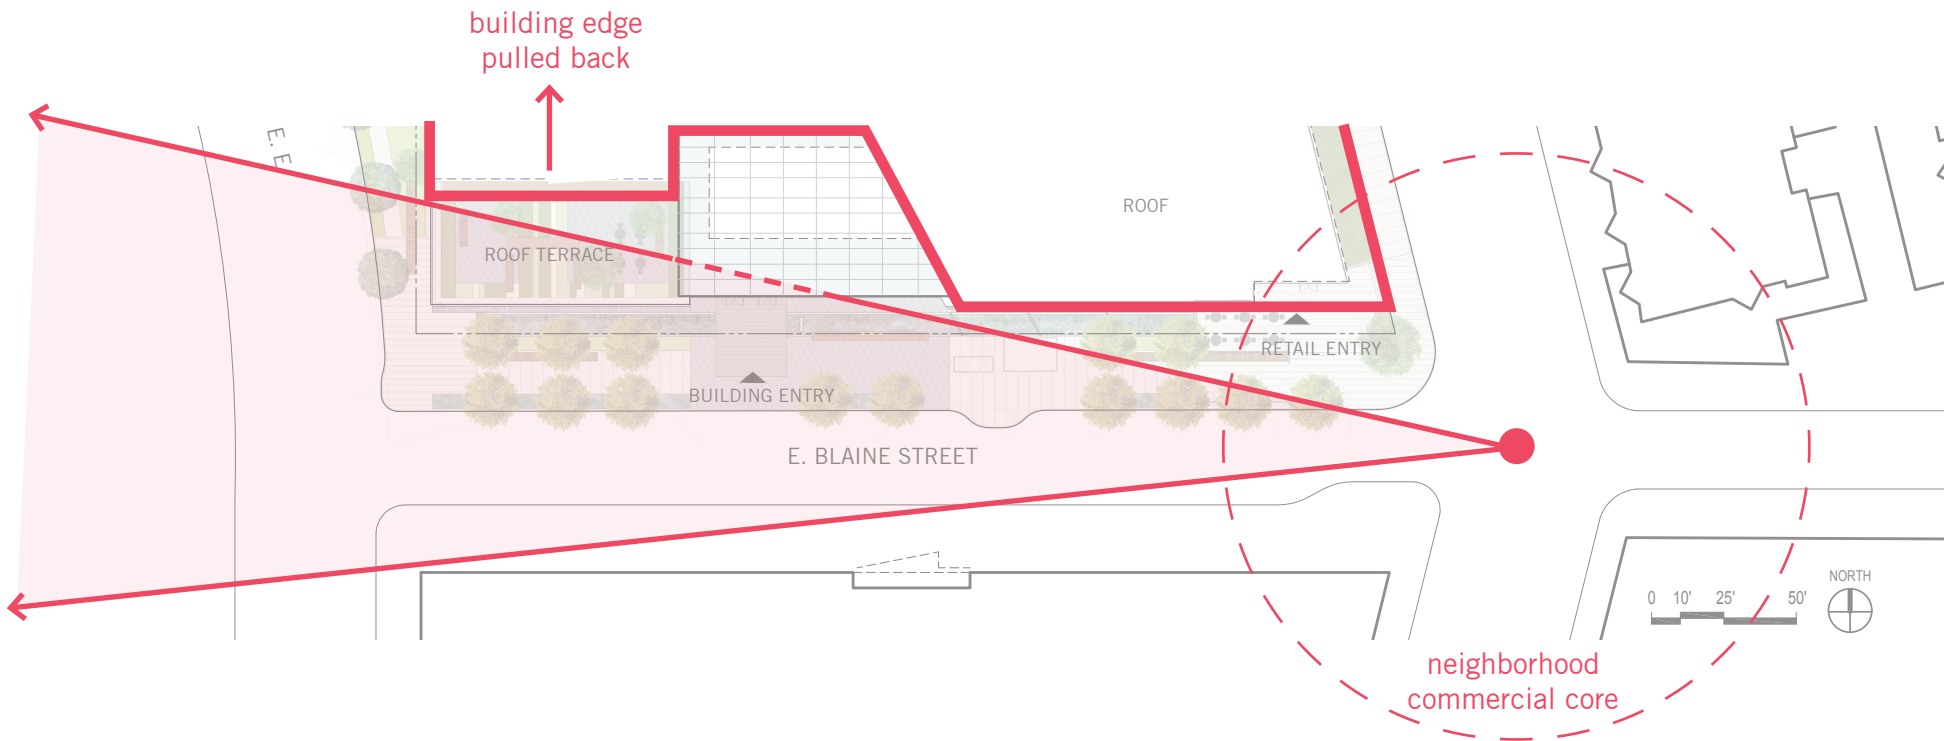 building edge
pulled back
E. E
ROOF
ROOF TERRACE
RETAIL ENTRY
BUILDING ENTRY
E. BLAINE STREET
NORTH
0 10' 25' 50'
neighborhood
commercial core